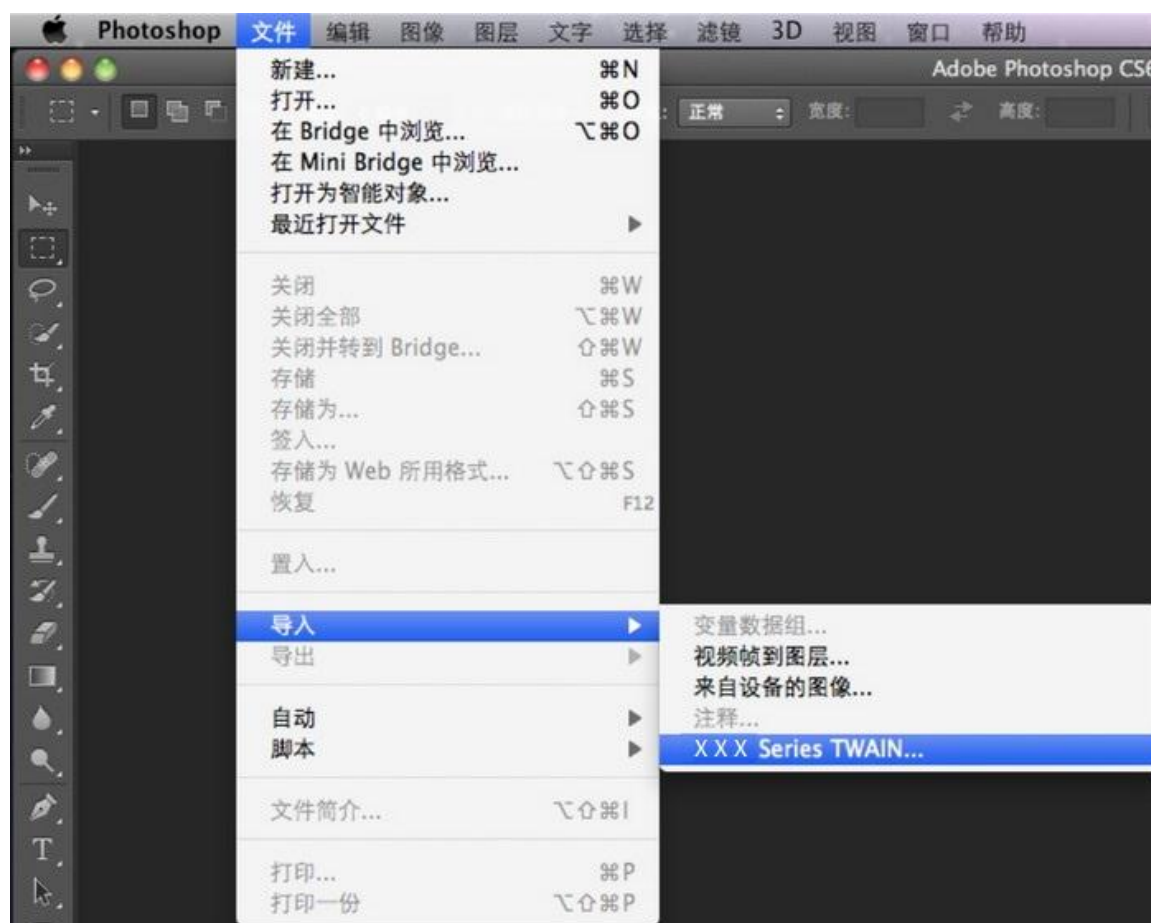 Photoshop 文件 编辑 图像 图层 文字 选择 滤镜 3D 视图 窗口 帮助
Adobe Photoshop CS6
正常 宽度: 高度:
新建... ⌘N
打开... ⌘O
在 Bridge 中浏览... ⌥⌘O
在 Mini Bridge 中浏览...
打开为智能对象...
最近打开文件 ▶
关闭 ⌘W
关闭全部 ⌥⌘W
关闭并转到 Bridge... ⇧⌘W
存储 ⌘S
存储为... ⇧⌘S
签入...
存储为 Web 所用格式... ⌥⇧⌘S
恢复 F12
置入...
导入 ▶
导出 ▶
自动 ▶
脚本 ▶
文件简介... ⌥⇧⌘I
打印... ⌘P
打印一份 ⌥⇧⌘P
变量数据组...
视频帧到图层...
来自设备的图像...
注释...
X X X Series TWAIN...